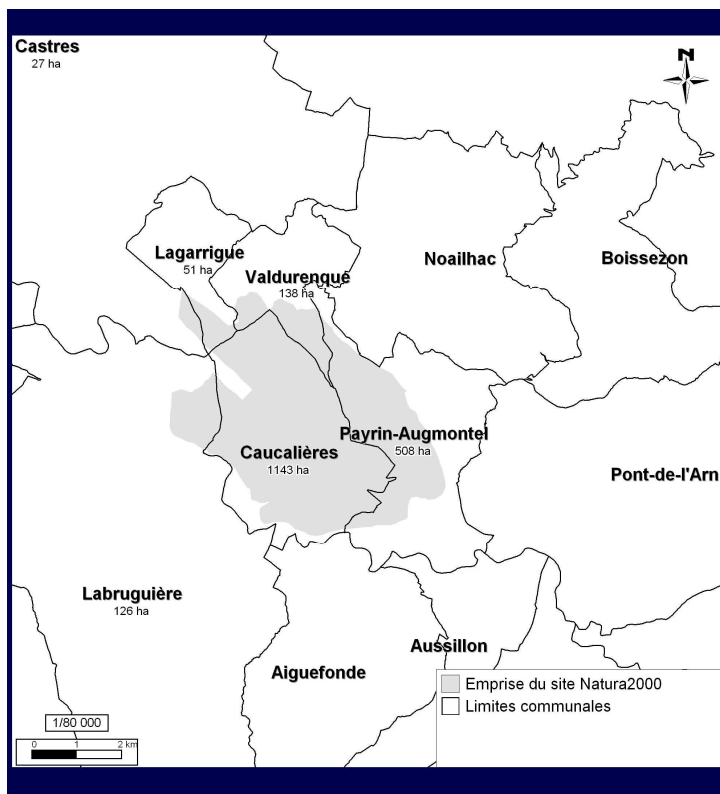 Castres
27 ha
N
Lagarrigue
51 ha
Valdurenque
138 ha
Noailhac
Boissezon
Payrin-Augmontel
508 ha
Caucalières
1143 ha
Pont-de-l'Arn
Labruguière
126 ha
Aussillon
Aiguefonde
Emprise du site Natura2000
Limites communales
1/80 000
0 1 2 km